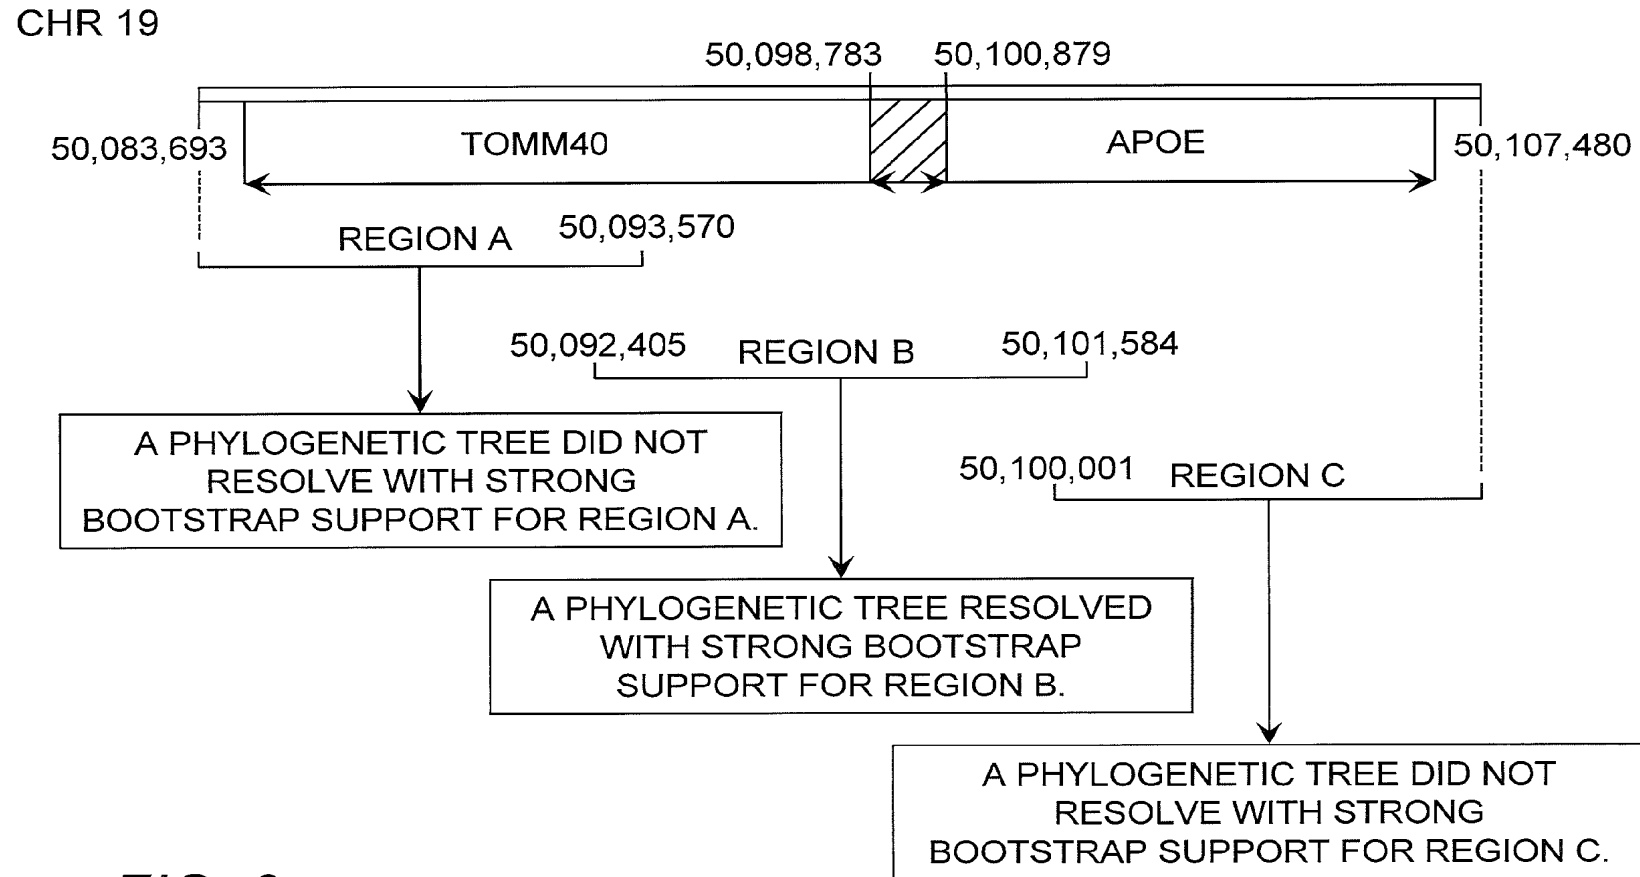 CHR 19
50,098,783 50,100,879
50,083,693 TOMM40 APOE 50,107,480
REGION A 50,093,570
50,092,405 REGION B 50,101,584
A PHYLOGENETIC TREE DID NOT
RESOLVE WITH STRONG
BOOTSTRAP SUPPORT FOR REGION A.
50,100,001 REGION C
A PHYLOGENETIC TREE RESOLVED
WITH STRONG BOOTSTRAP
SUPPORT FOR REGION B.
A PHYLOGENETIC TREE DID NOT
RESOLVE WITH STRONG
BOOTSTRAP SUPPORT FOR REGION C.